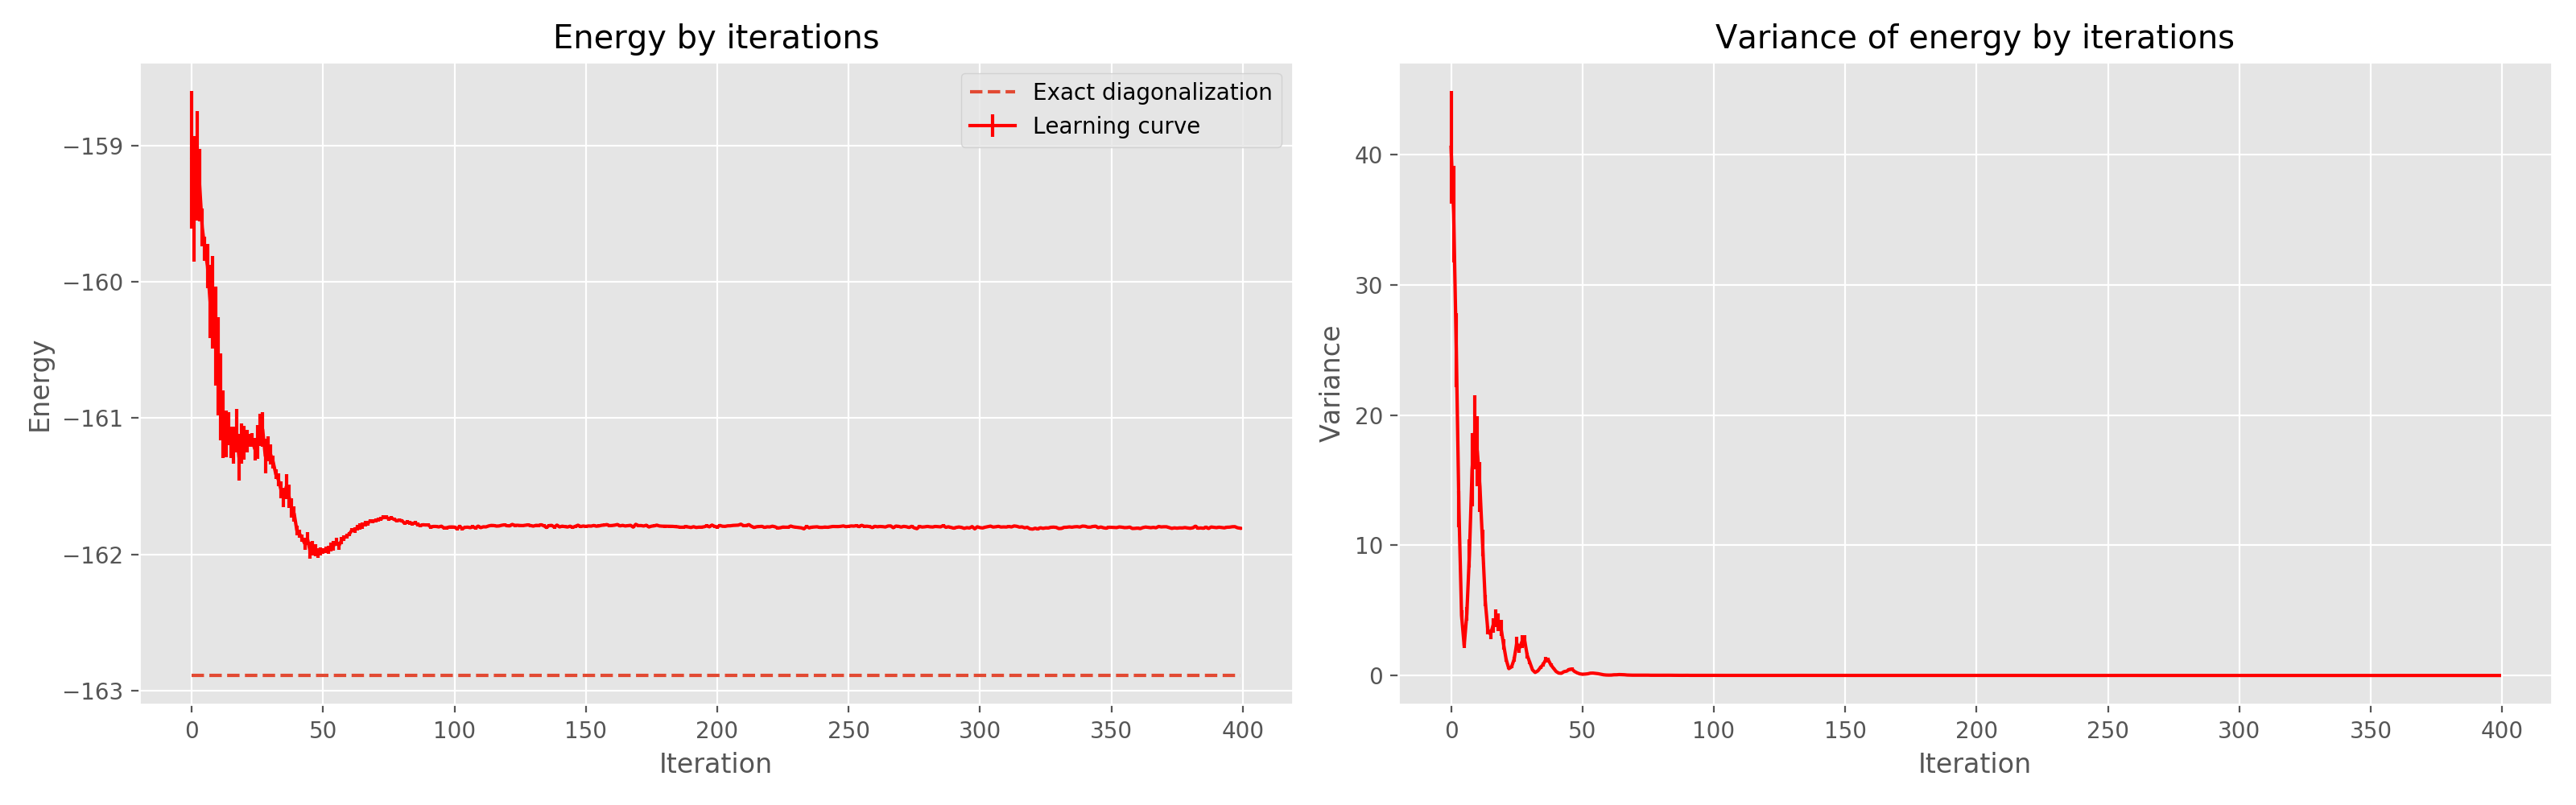 Energy by iterations
Exact diagonalization
Learning curve
−159
−160
−161
−162
−163
Energy
0 50 100 150 200 250 300 350 400
Iteration
Variance of energy by iterations
40
30
20
10
0
Variance
0 50 100 150 200 250 300 350 400
Iteration